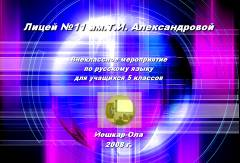 Лицей №11 им.Т.И. Александровой
Внеклассное мероприятие
по русскому языку
для учащихся 5 классов
Йошкар-Ола
2008 г.